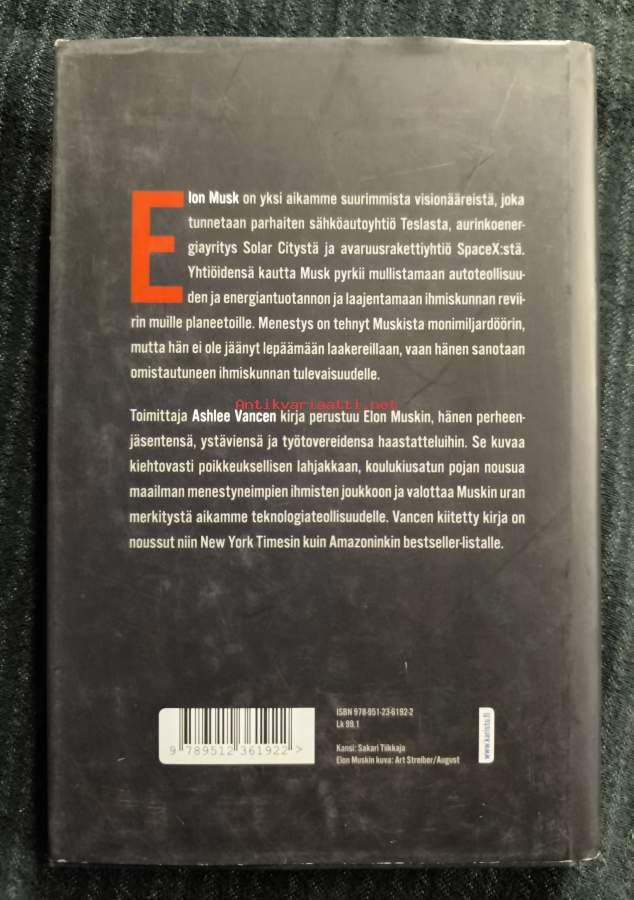 Elon Musk on yksi aikamme suurimmista visionääreistä, joka
tunnetaan parhaiten sähköautoyhtiö Teslasta, aurinkoener-
giayritys Solar Citystä ja avaruusrakettiyhtiö SpaceX:stä.
Yhtiöidensä kautta Musk pyrkii mullistamaan autoteollisuu-
den ja energiantuotannon ja laajentamaan ihmiskunnan revii-
rin muille planeetoille. Menestys on tehnyt Muskista monimiljardöörin,
mutta hän ei ole jäänyt lepäämään laakereillaan, vaan hänen sanotaan
omistautuneen ihmiskunnan tulevaisuudelle.
Antikvariaatti.net
Toimittaja Ashlee Vancen kirja perustuu Elon Muskin, hänen perheen-
jäsentensä, ystäviensä ja työtovereidensa haastatteluihin. Se kuvaa
kiehtovasti poikkeuksellisen lahjakkaan, koulukiusatun pojan nousua
maailman menestyneimpien ihmisten joukkoon ja valottaa Muskin uran
merkitystä aikamme teknologiateollisuudelle. Vancen kiitetty kirja on
noussut niin New York Timesin kuin Amazoninkin bestseller-listalle.
9 789512 361922 >
ISBN 978-951-23-6192-2
Lk 99.1
Kansi: Sakari Tiikkaja
Elon Muskin kuva: Art Streiber/August
www.karisto.fi